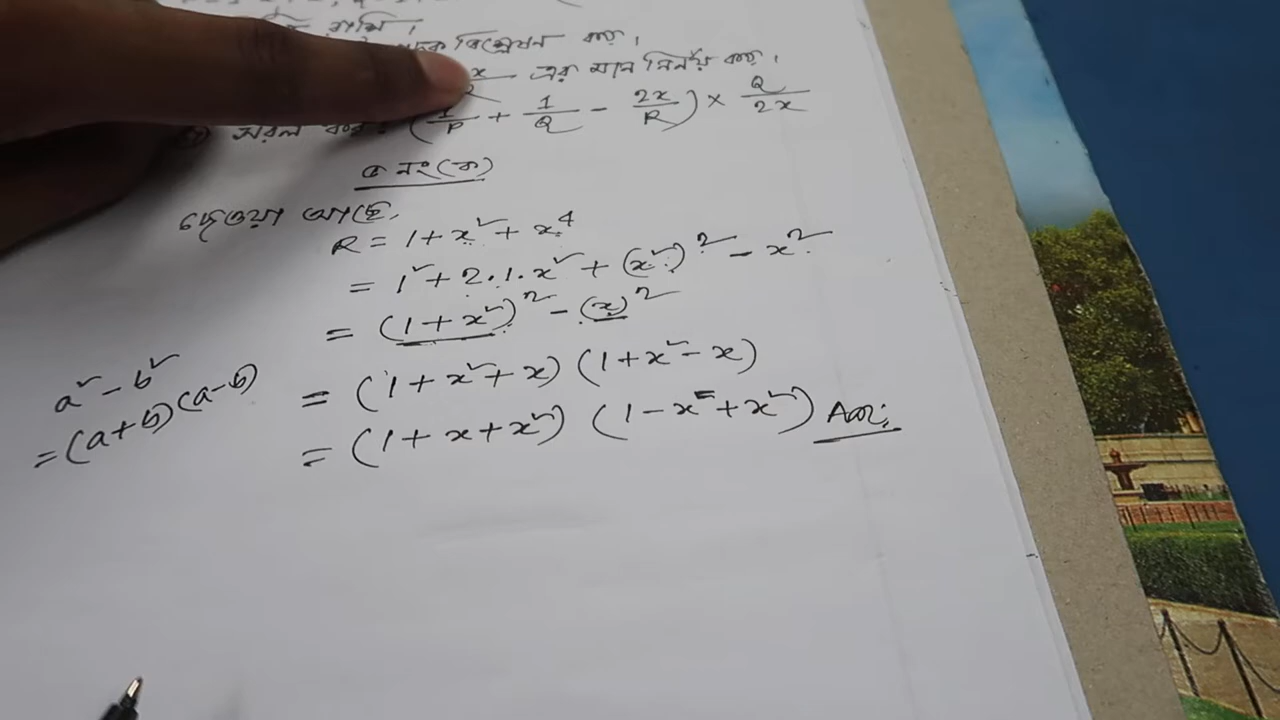 রাশি।
বিশ্লেষণ কর।
x এর মান নির্ণয় কর।
সরল কর: (1/P + 1/Q − 2x/R) × Q/2x
৫ নং(ক)
দেওয়া আছে,
R = 1 + x² + x⁴
= 1² + 2.1.x² + (x²)² − x²
= (1 + x²)² − (x)²
a² − b²
= (a+b)(a−b)
= (1 + x² + x) (1 + x² − x)
= (1 + x + x²) (1 − x + x²) Ans: